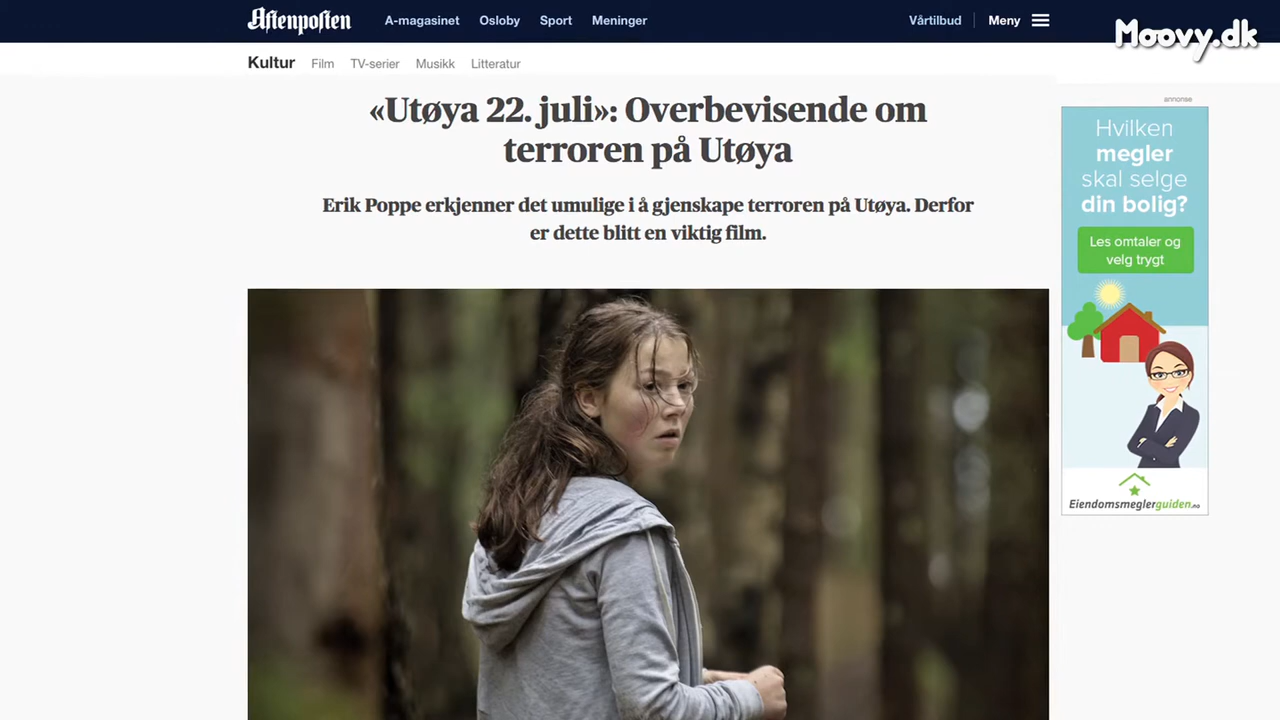 Aftenposten A-magasinet Osloby Sport Meninger Vårtilbud Meny
Moovy.dk
Kultur Film TV-serier Musikk Litteratur
«Utøya 22. juli»: Overbevisende om
terroren på Utøya
Erik Poppe erkjenner det umulige i å gjenskape terroren på Utøya. Derfor
er dette blitt en viktig film.
annonse
Hvilken
megler
skal selge
din bolig?
Les omtaler og
velg trygt
Eiendomsmeglerguiden.no